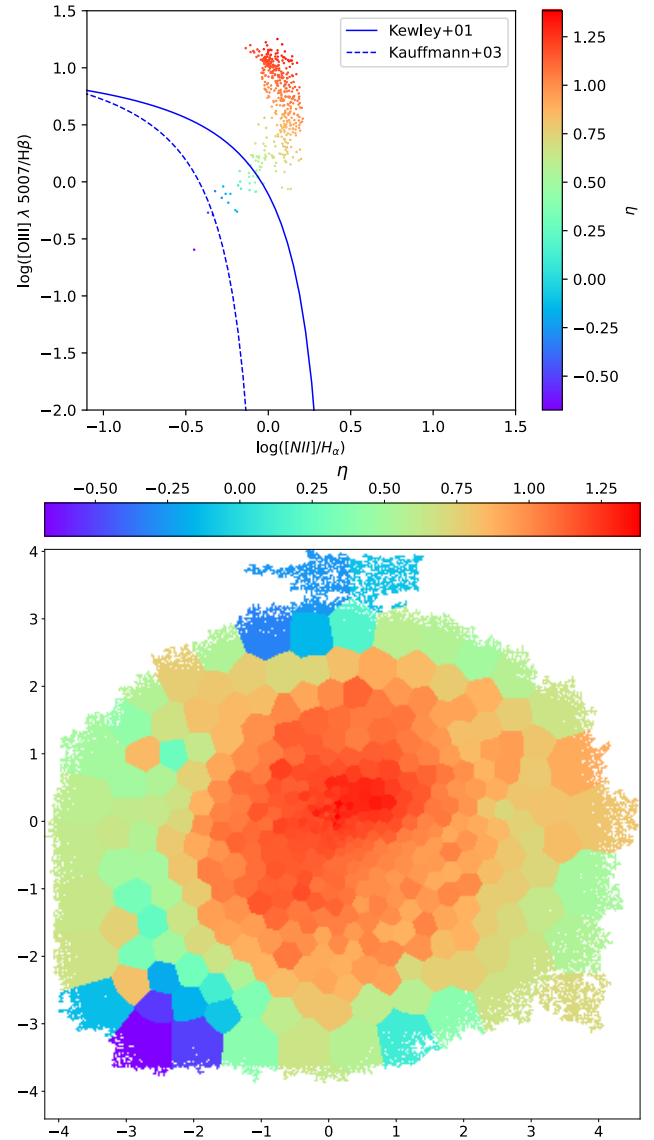 1.5
1.0
0.5
0.0
−0.5
−1.0
−1.5
−2.0
log([OIII] λ 5007/Hβ)
Kewley+01
Kauffmann+03
−1.0 −0.5 0.0 0.5 1.0 1.5
log([NII]/Hα)
1.25
1.00
0.75
0.50
0.25
0.00
−0.25
−0.50
η
η
−0.50 −0.25 0.00 0.25 0.50 0.75 1.00 1.25
4
3
2
1
0
−1
−2
−3
−4
−4 −3 −2 −1 0 1 2 3 4